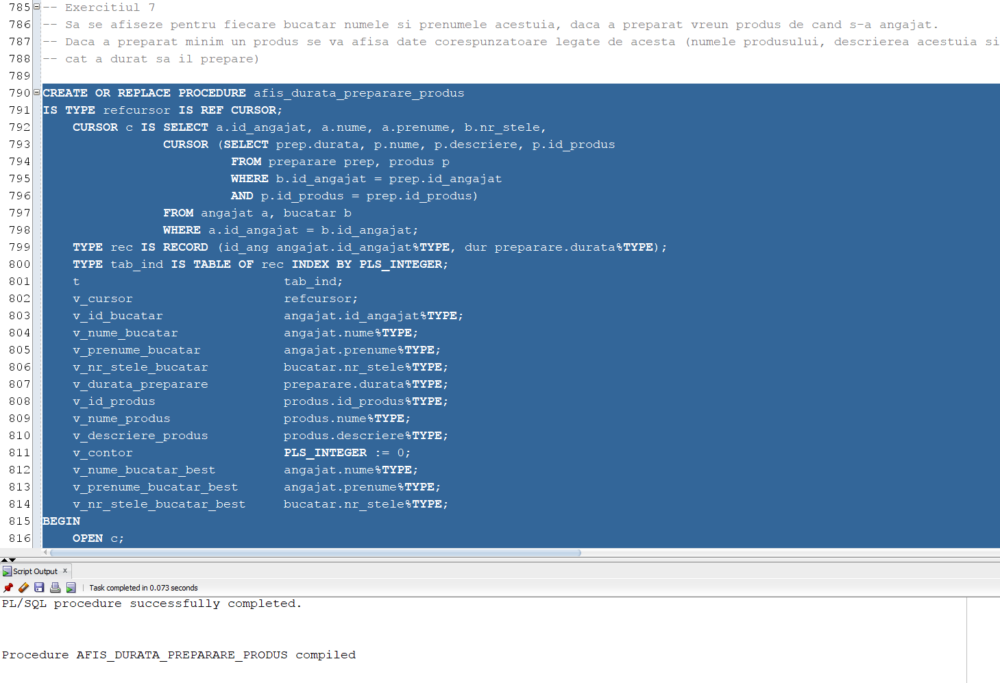 785 -- Exercitiul 7
786 -- Sa se afiseze pentru fiecare bucatar numele si prenumele acestuia, daca a preparat vreun produs de cand s-a angajat.
787 -- Daca a preparat minim un produs se va afisa date corespunzatoare legate de acesta (numele produsului, descrierea acestuia si
788 -- cat a durat sa il prepare)
789
790 CREATE OR REPLACE PROCEDURE afis_durata_preparare_produs
791 IS TYPE refcursor IS REF CURSOR;
792     CURSOR c IS SELECT a.id_angajat, a.nume, a.prenume, b.nr_stele,
793                 CURSOR (SELECT prep.durata, p.nume, p.descriere, p.id_produs
794                          FROM preparare prep, produs p
795                          WHERE b.id_angajat = prep.id_angajat
796                          AND p.id_produs = prep.id_produs)
797                 FROM angajat a, bucatar b
798                 WHERE a.id_angajat = b.id_angajat;
799     TYPE rec IS RECORD (id_ang angajat.id_angajat%TYPE, dur preparare.durata%TYPE);
800     TYPE tab_ind IS TABLE OF rec INDEX BY PLS_INTEGER;
801     t                           tab_ind;
802     v_cursor                    refcursor;
803     v_id_bucatar                angajat.id_angajat%TYPE;
804     v_nume_bucatar              angajat.nume%TYPE;
805     v_prenume_bucatar           angajat.prenume%TYPE;
806     v_nr_stele_bucatar          bucatar.nr_stele%TYPE;
807     v_durata_preparare          preparare.durata%TYPE;
808     v_id_produs                 produs.id_produs%TYPE;
809     v_nume_produs               produs.nume%TYPE;
810     v_descriere_produs          produs.descriere%TYPE;
811     v_contor                    PLS_INTEGER := 0;
812     v_nume_bucatar_best         angajat.nume%TYPE;
813     v_prenume_bucatar_best      angajat.prenume%TYPE;
814     v_nr_stele_bucatar_best     bucatar.nr_stele%TYPE;
815 BEGIN
816     OPEN c;
Script Output x
Task completed in 0.073 seconds
PL/SQL procedure successfully completed.
Procedure AFIS_DURATA_PREPARARE_PRODUS compiled